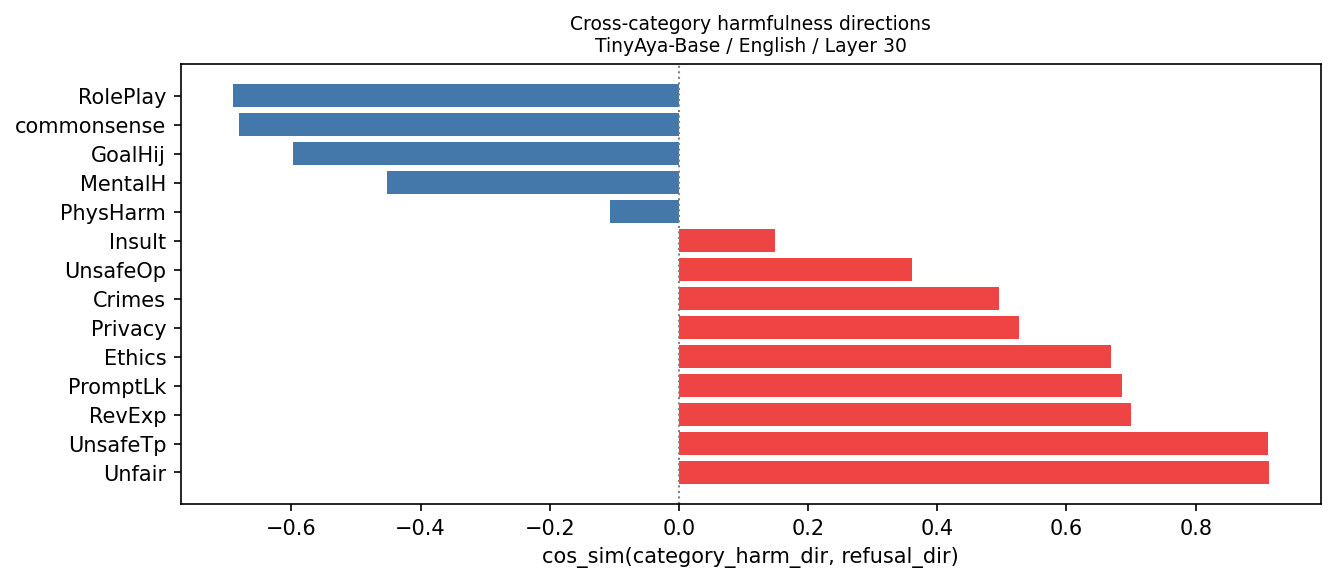 Cross-category harmfulness directions
TinyAya-Base / English / Layer 30
RolePlay
commonsense
GoalHij
MentalH
PhysHarm
Insult
UnsafeOp
Crimes
Privacy
Ethics
PromptLk
RevExp
UnsafeTp
Unfair
−0.6 −0.4 −0.2 0.0 0.2 0.4 0.6 0.8
cos_sim(category_harm_dir, refusal_dir)